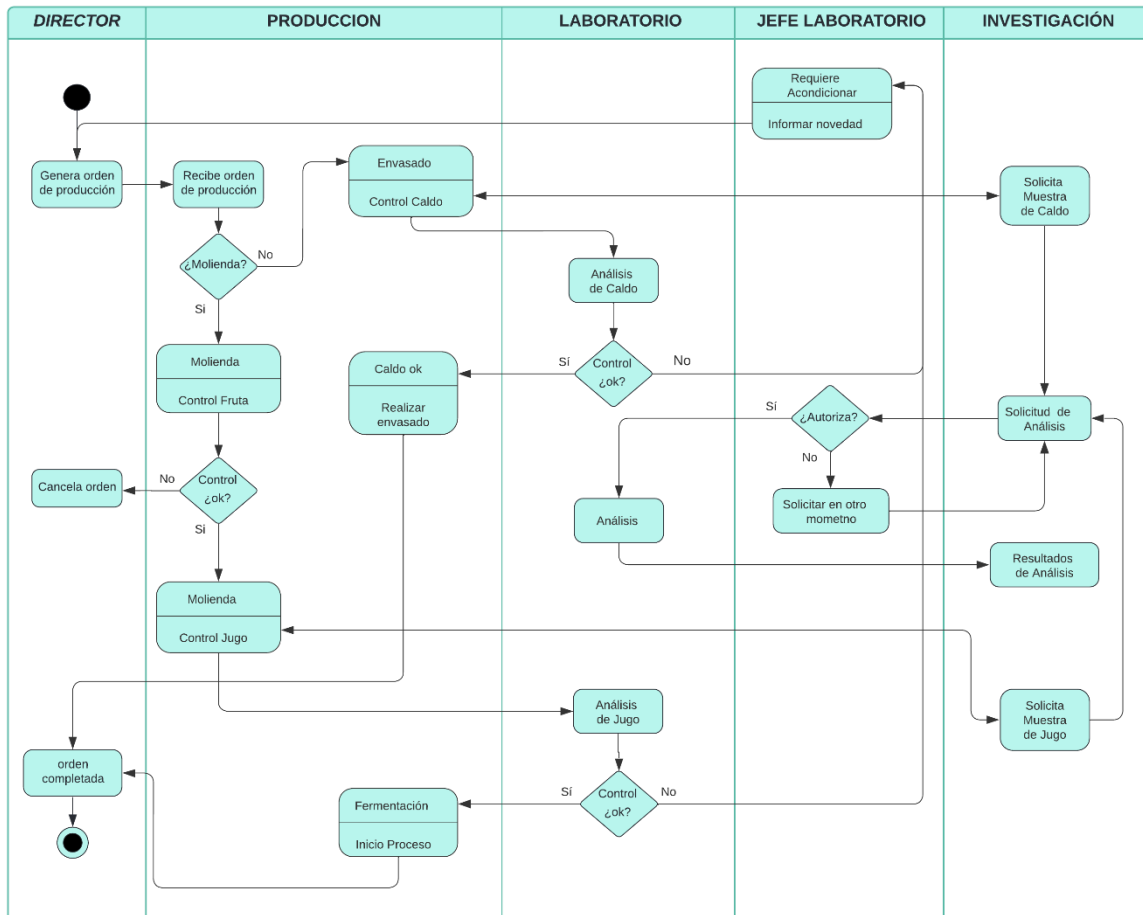 DIRECTOR
PRODUCCION
LABORATORIO
JEFE LABORATORIO
INVESTIGACIÓN
Requiere
Acondicionar
Informar novedad
Genera orden
de producción
Recibe orden
de producción
Envasado
Control Caldo
Solicita
Muestra
de Caldo
¿Molienda?
No
Si
Análisis
de Caldo
Molienda
Control Fruta
Caldo ok
Realizar
envasado
Sí
Control
¿ok?
No
Sí
¿Autoriza?
No
Solicitud de
Análisis
Cancela orden
No
Control
¿ok?
Si
Análisis
Solicitar en otro
mometno
Resultados
de Análisis
Molienda
Control Jugo
Análisis
de Jugo
Solicita
Muestra
de Jugo
orden
completada
Fermentación
Inicio Proceso
Sí
Control
¿ok?
No